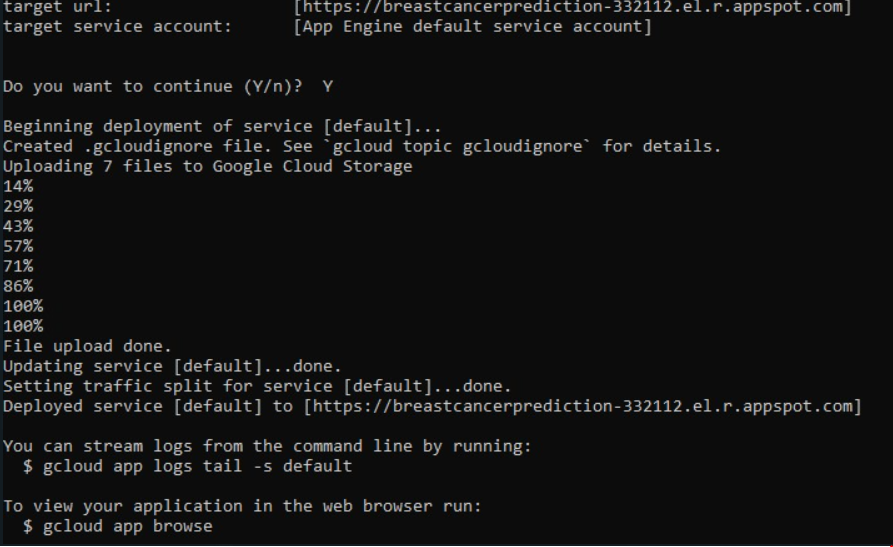 target url: [https://breastcancerprediction-332112.el.r.appspot.com]
target service account: [App Engine default service account]
Do you want to continue (Y/n)? Y
Beginning deployment of service [default]...
Created .gcloudignore file. See `gcloud topic gcloudignore` for details.
Uploading 7 files to Google Cloud Storage
14%
29%
43%
57%
71%
86%
100%
100%
File upload done.
Updating service [default]...done.
Setting traffic split for service [default]...done.
Deployed service [default] to [https://breastcancerprediction-332112.el.r.appspot.com]
You can stream logs from the command line by running:
$ gcloud app logs tail -s default
To view your application in the web browser run:
$ gcloud app browse